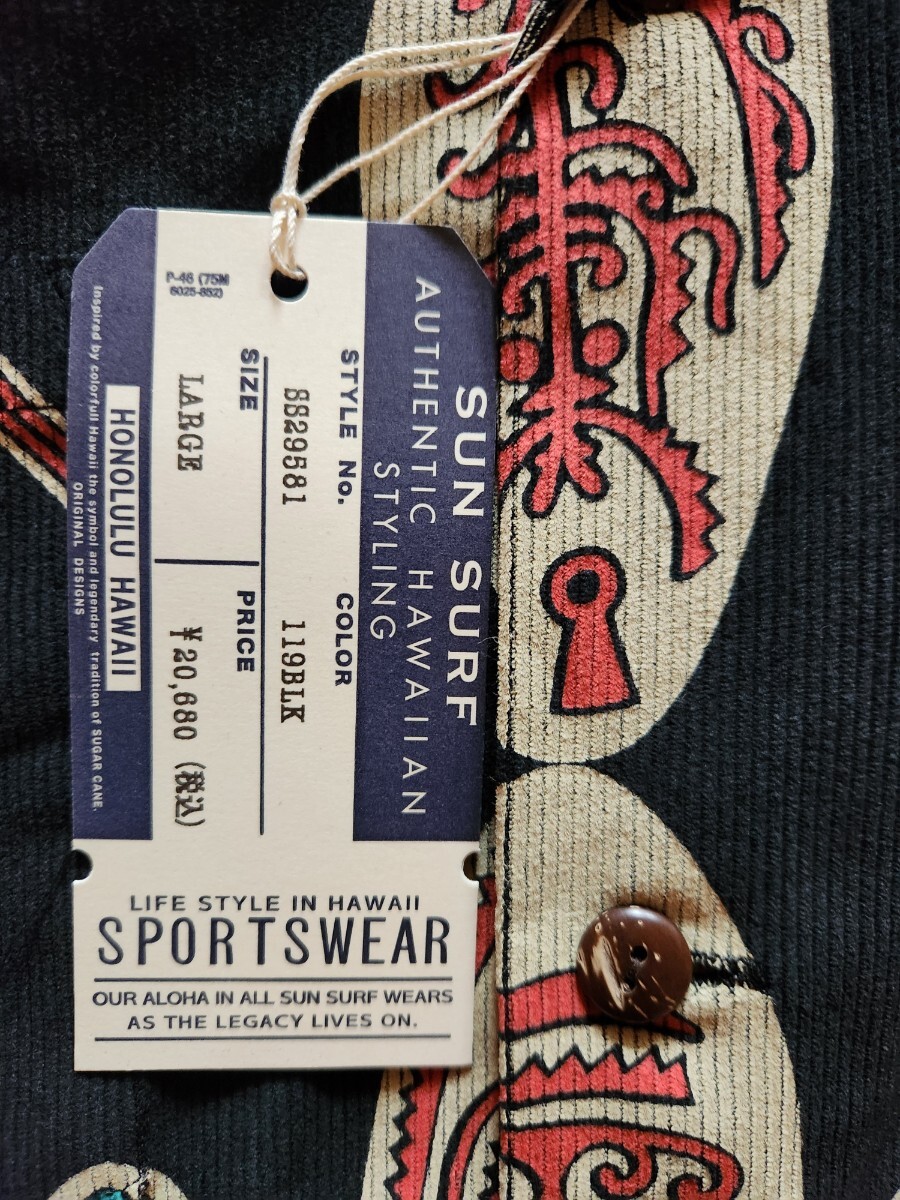 SUN SURF
AUTHENTIC HAWAIIAN
STYLING
STYLE No. COLOR
SS29581 119BLK
SIZE PRICE
LARGE ¥20,680 (税込)
P-46 (75M
6025-852)
HONOLULU HAWAII
Inspired by colorfull Hawaii the symbol and legendary tradition of SUGAR CANE.
ORIGINAL DESIGNS
LIFE STYLE IN HAWAII
SPORTSWEAR
OUR ALOHA IN ALL SUN SURF WEARS
AS THE LEGACY LIVES ON.